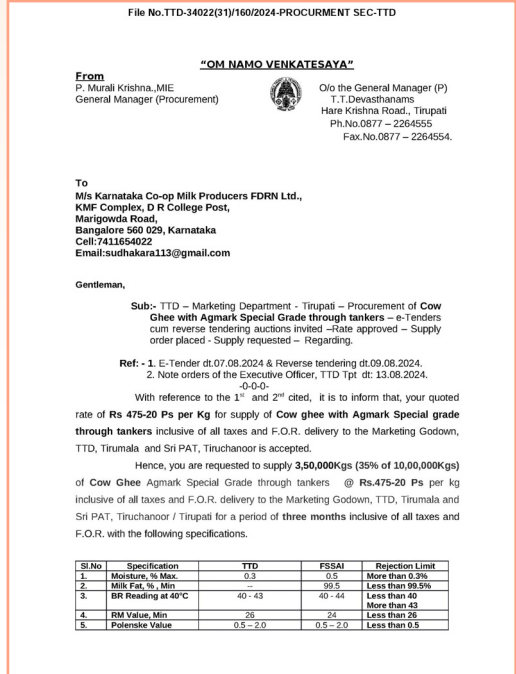 File No.TTD-34022(31)/160/2024-PROCURMENT SEC-TTD
“OM NAMO VENKATESAYA”
From
P. Murali Krishna.,MIE
General Manager (Procurement)
O/o the General Manager (P)
T.T.Devasthanams
Hare Krishna Road., Tirupati
Ph.No.0877 – 2264555
Fax.No.0877 – 2264554.
To
M/s Karnataka Co-op Milk Producers FDRN Ltd.,
KMF Complex, D R College Post,
Marigowda Road,
Bangalore 560 029, Karnataka
Cell:7411654022
Email:sudhakara113@gmail.com
Gentleman,
Sub:- TTD – Marketing Department - Tirupati – Procurement of Cow
Ghee with Agmark Special Grade through tankers – e-Tenders
cum reverse tendering auctions invited –Rate approved – Supply
order placed - Supply requested – Regarding.
Ref: - 1. E-Tender dt.07.08.2024 & Reverse tendering dt.09.08.2024.
2. Note orders of the Executive Officer, TTD Tpt dt: 13.08.2024.
-0-0-0-
With reference to the 1st and 2nd cited, it is to inform that, your quoted
rate of Rs 475-20 Ps per Kg for supply of Cow ghee with Agmark Special grade
through tankers inclusive of all taxes and F.O.R. delivery to the Marketing Godown,
TTD, Tirumala and Sri PAT, Tiruchanoor is accepted.
Hence, you are requested to supply 3,50,000Kgs (35% of 10,00,000Kgs)
of Cow Ghee Agmark Special Grade through tankers @ Rs.475-20 Ps per kg
inclusive of all taxes and F.O.R. delivery to the Marketing Godown, TTD, Tirumala and
Sri PAT, Tiruchanoor / Tirupati for a period of three months inclusive of all taxes and
F.O.R. with the following specifications.
Sl.No Specification TTD FSSAI Rejection Limit
1. Moisture, % Max. 0.3 0.5 More than 0.3%
2. Milk Fat, % , Min -- 99.5 Less than 99.5%
3. BR Reading at 40°C 40 - 43 40 - 44 Less than 40
More than 43
4. RM Value, Min 26 24 Less than 26
5. Polenske Value 0.5 – 2.0 0.5 – 2.0 Less than 0.5